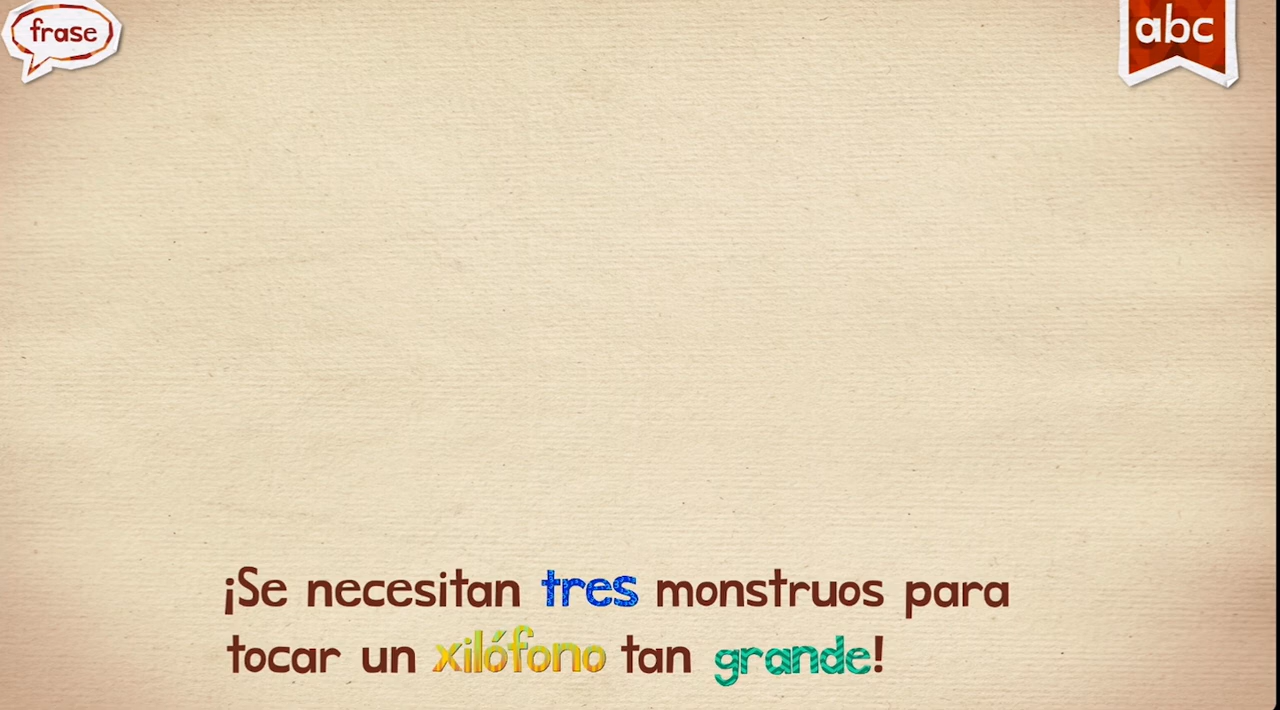 frase
abc
¡Se necesitan tres monstruos para
tocar un xilófono tan grande!